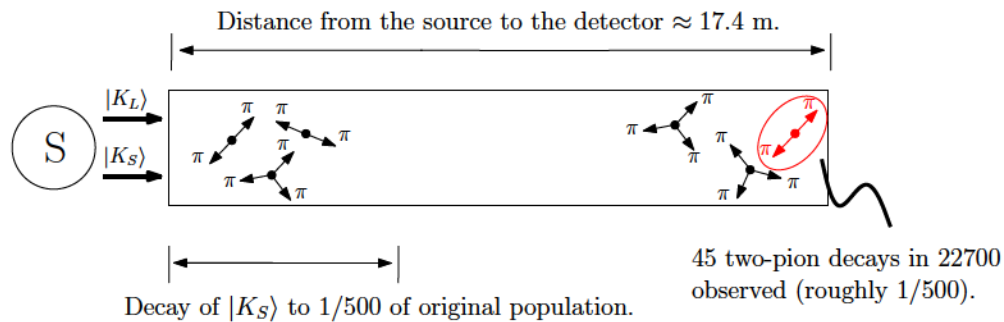 Distance from the source to the detector ≈ 17.4 m.
|K_L⟩
S
|K_S⟩
π π π π
π π π
π π π
π π π
π π
45 two-pion decays in 22700
observed (roughly 1/500).
Decay of |K_S⟩ to 1/500 of original population.